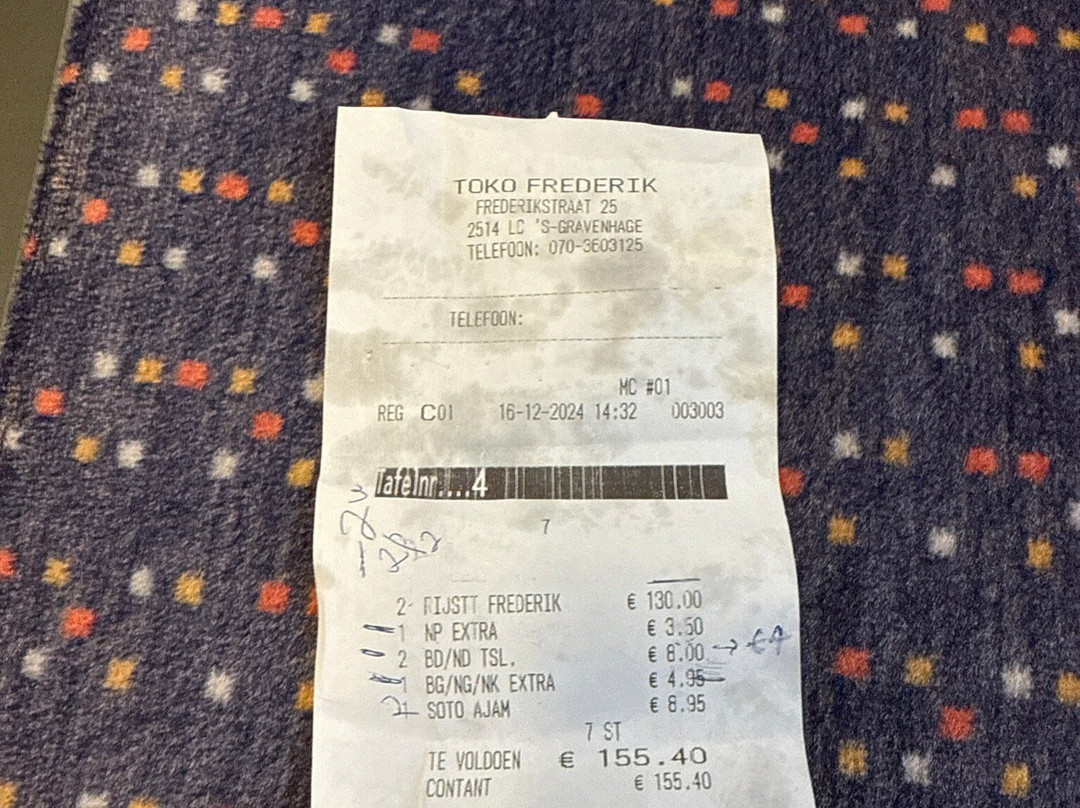 TOKO FREDERIK
FREDERIKSTRAAT 25
2514 LC 'S-GRAVENHAGE
TELEFOON: 070-3603125
TELEFOON:
MC #01
REG C01 16-12-2024 14:32 003003
Tafelnr....4
7
2 RIJSTT FREDERIK € 130.00
1 NP EXTRA € 3.50
2 BD/ND TSL. € 8.00 → €4
1 BG/NG/NK EXTRA € 4.95
1 SOTO AJAM € 8.95
7 ST
TE VOLDOEN € 155.40
CONTANT € 155.40